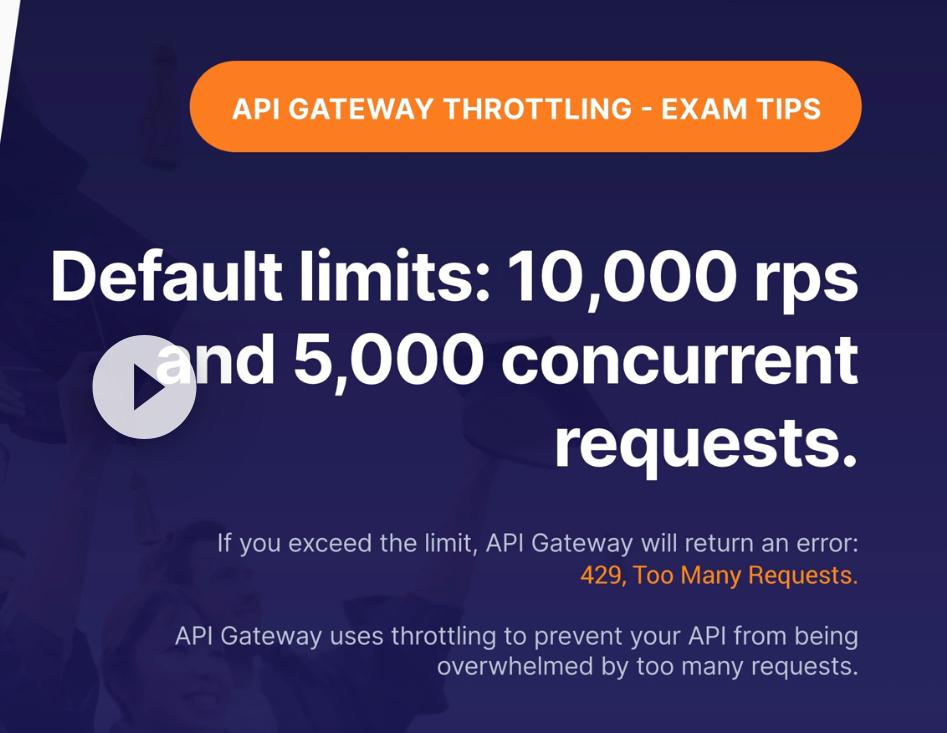 API GATEWAY THROTTLING - EXAM TIPS
Default limits: 10,000 rps
and 5,000 concurrent
requests.
If you exceed the limit, API Gateway will return an error:
429, Too Many Requests.
API Gateway uses throttling to prevent your API from being
overwhelmed by too many requests.